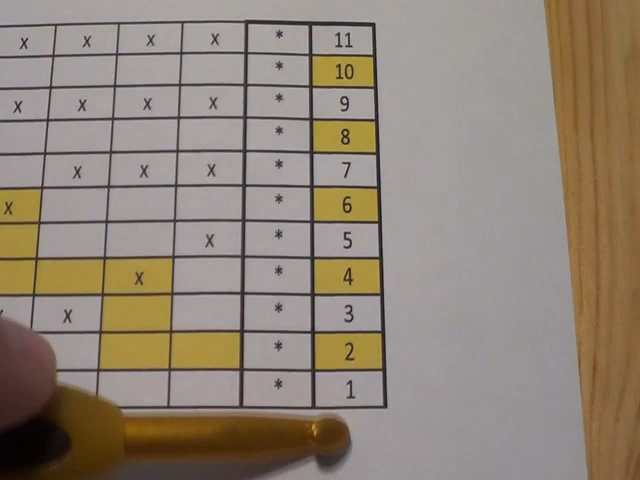 x x x x * 11
* 10
x x x x * 9
* 8
x x x * 7
x * 6
x * 5
x * 4
x * 3
* 2
* 1